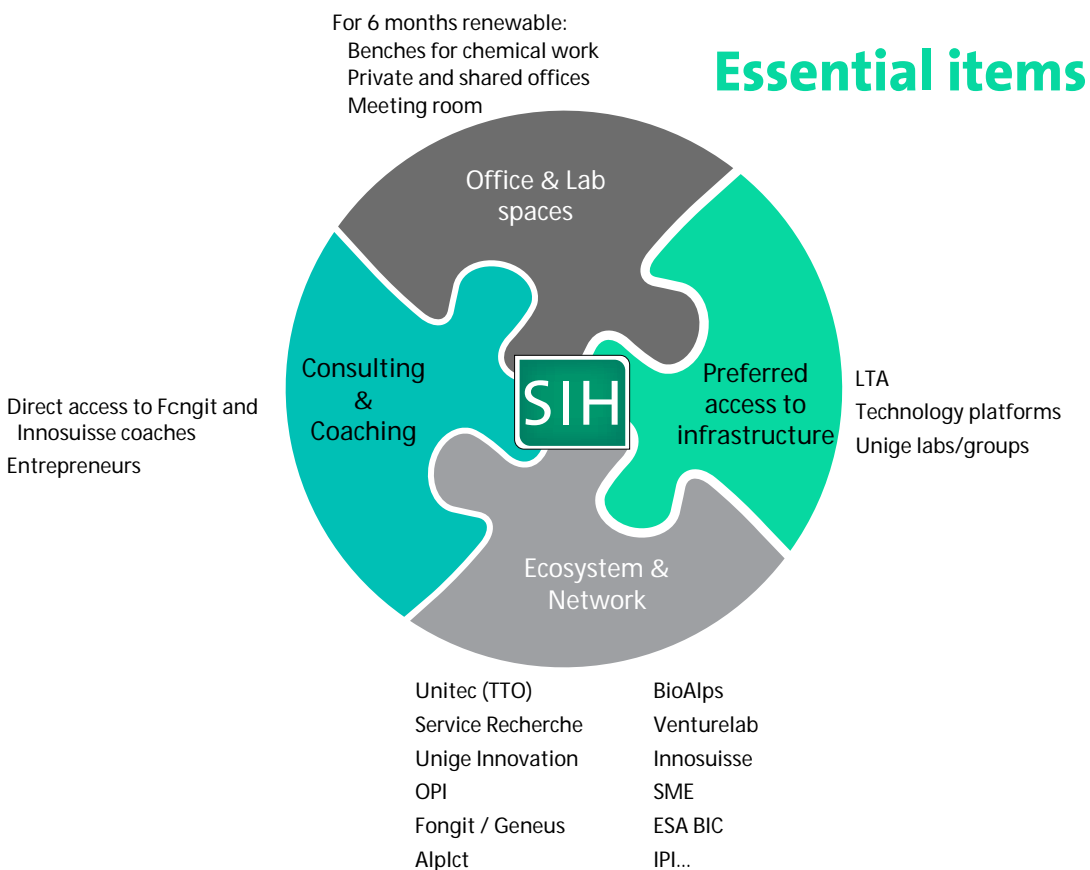 For 6 months renewable:
Benches for chemical work
Private and shared offices
Meeting room
Essential items
Office & Lab
spaces
Consulting
&
Coaching
SIH
Preferred
access to
infrastructure
Direct access to Fcngit and
Innosuisse coaches
Entrepreneurs
LTA
Technology platforms
Unige labs/groups
Ecosystem &
Network
Unitec (TTO)
Service Recherche
Unige Innovation
OPI
Fongit / Geneus
AlpIct
BioAlps
Venturelab
Innosuisse
SME
ESA BIC
IPI...